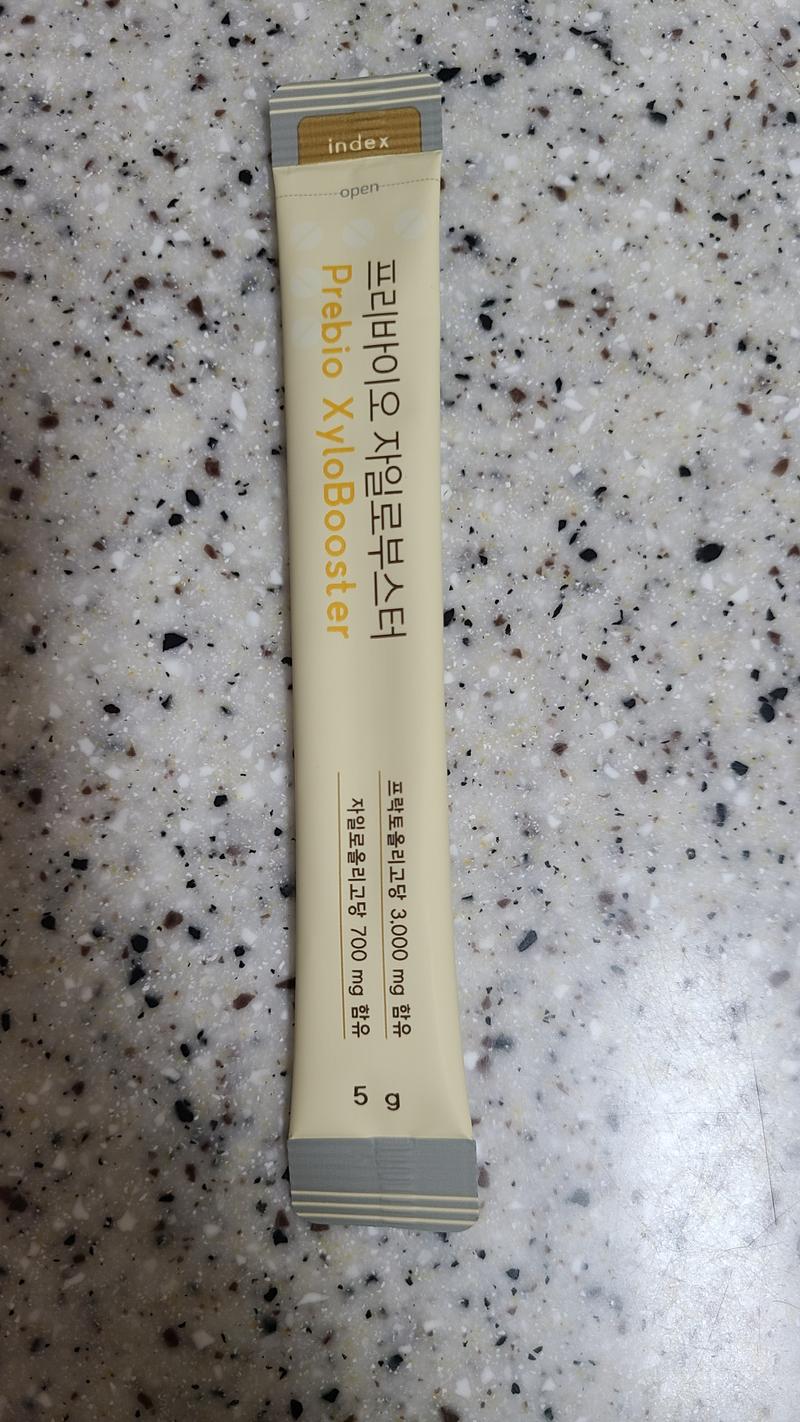 index
open
프리바이오 자일로부스터
Prebio XyloBooster
프락토올리고당 3,000 mg 함유
자일로올리고당 700 mg 함유
5 g